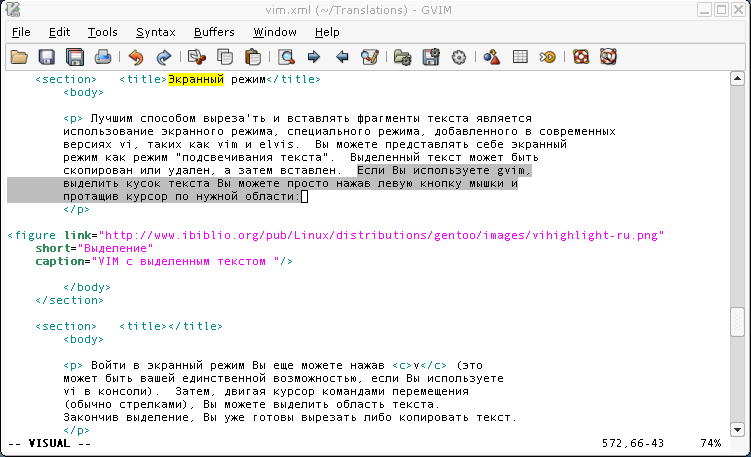 vim.xml (~/Translations) - GVIM
File Edit Tools Syntax Buffers Window Help
<section>   <title>Экранный режим</title>
<body>
<p> Лучшим способом выреза'ть и вставлять фрагменты текста является
использование экранного режима, специального режима, добавленного в современных
версиях vi, таких как vim и elvis.  Вы можете представлять себе экранный
режим как режим "подсвечивания текста".  Выделенный текст может быть
скопирован или удален, а затем вставлен.  Если Вы используете gvim,
выделить кусок текста Вы можете просто нажав левую кнопку мышки и
протащив курсор по нужной области:
</p>
<figure link="http://www.ibiblio.org/pub/Linux/distributions/gentoo/images/vihighlight-ru.png"
short="Выделение"
caption="VIM с выделенным текстом "/>
</body>
</section>
<section>   <title></title>
<body>
<p> Войти в экранный режим Вы еще можете нажав <c>v</c> (это
может быть вашей единственной возможностью, если Вы используете
vi в консоли).  Затем, двигая курсор командами перемещения
(обычно стрелками), Вы можете выделить область текста.
Закончив выделение, Вы уже готовы вырезать либо копировать текст.
</p>
-- VISUAL -- 572,66-43 74%